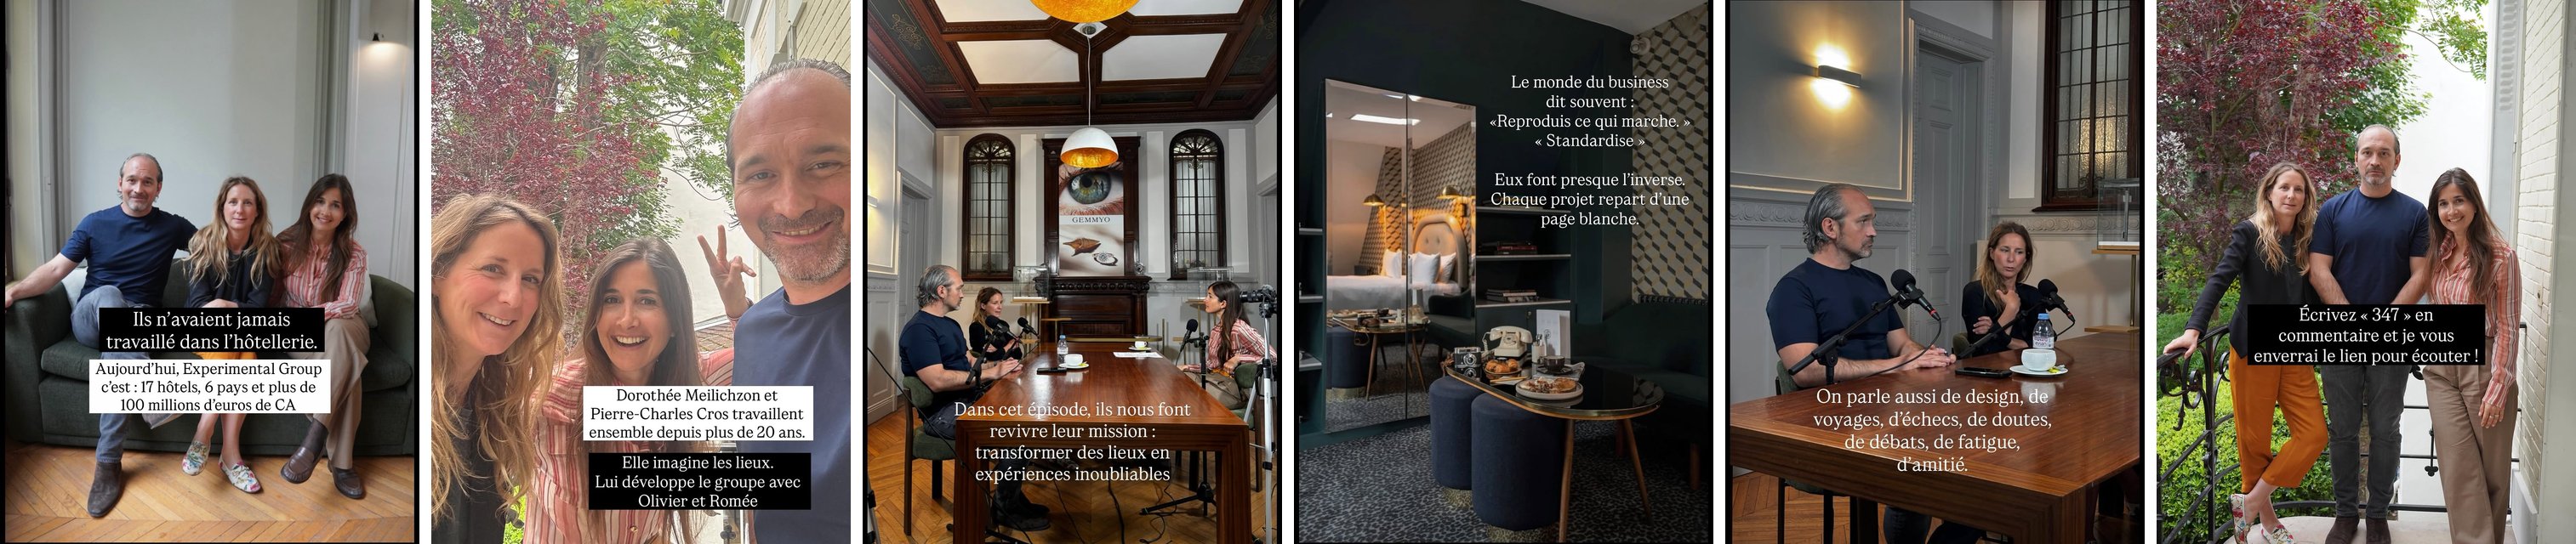 Ils n'avaient jamais
travaillé dans l'hôtellerie.
Aujourd'hui, Experimental Group
c'est : 17 hôtels, 6 pays et plus de
100 millions d'euros de CA
Dorothée Meilichzon et
Pierre-Charles Cros travaillent
ensemble depuis plus de 20 ans.
Elle imagine les lieux.
Lui développe le groupe avec
Olivier et Romée
GEMMYO
Dans cet épisode, ils nous font
revivre leur mission :
transformer des lieux en
expériences inoubliables
Le monde du business
dit souvent :
«Reproduis ce qui marche. »
« Standardise »
Eux font presque l'inverse.
Chaque projet repart d'une
page blanche.
On parle aussi de design, de
voyages, d'échecs, de doutes,
de débats, de fatigue,
d'amitié.
Écrivez « 347 » en
commentaire et je vous
enverrai le lien pour écouter !